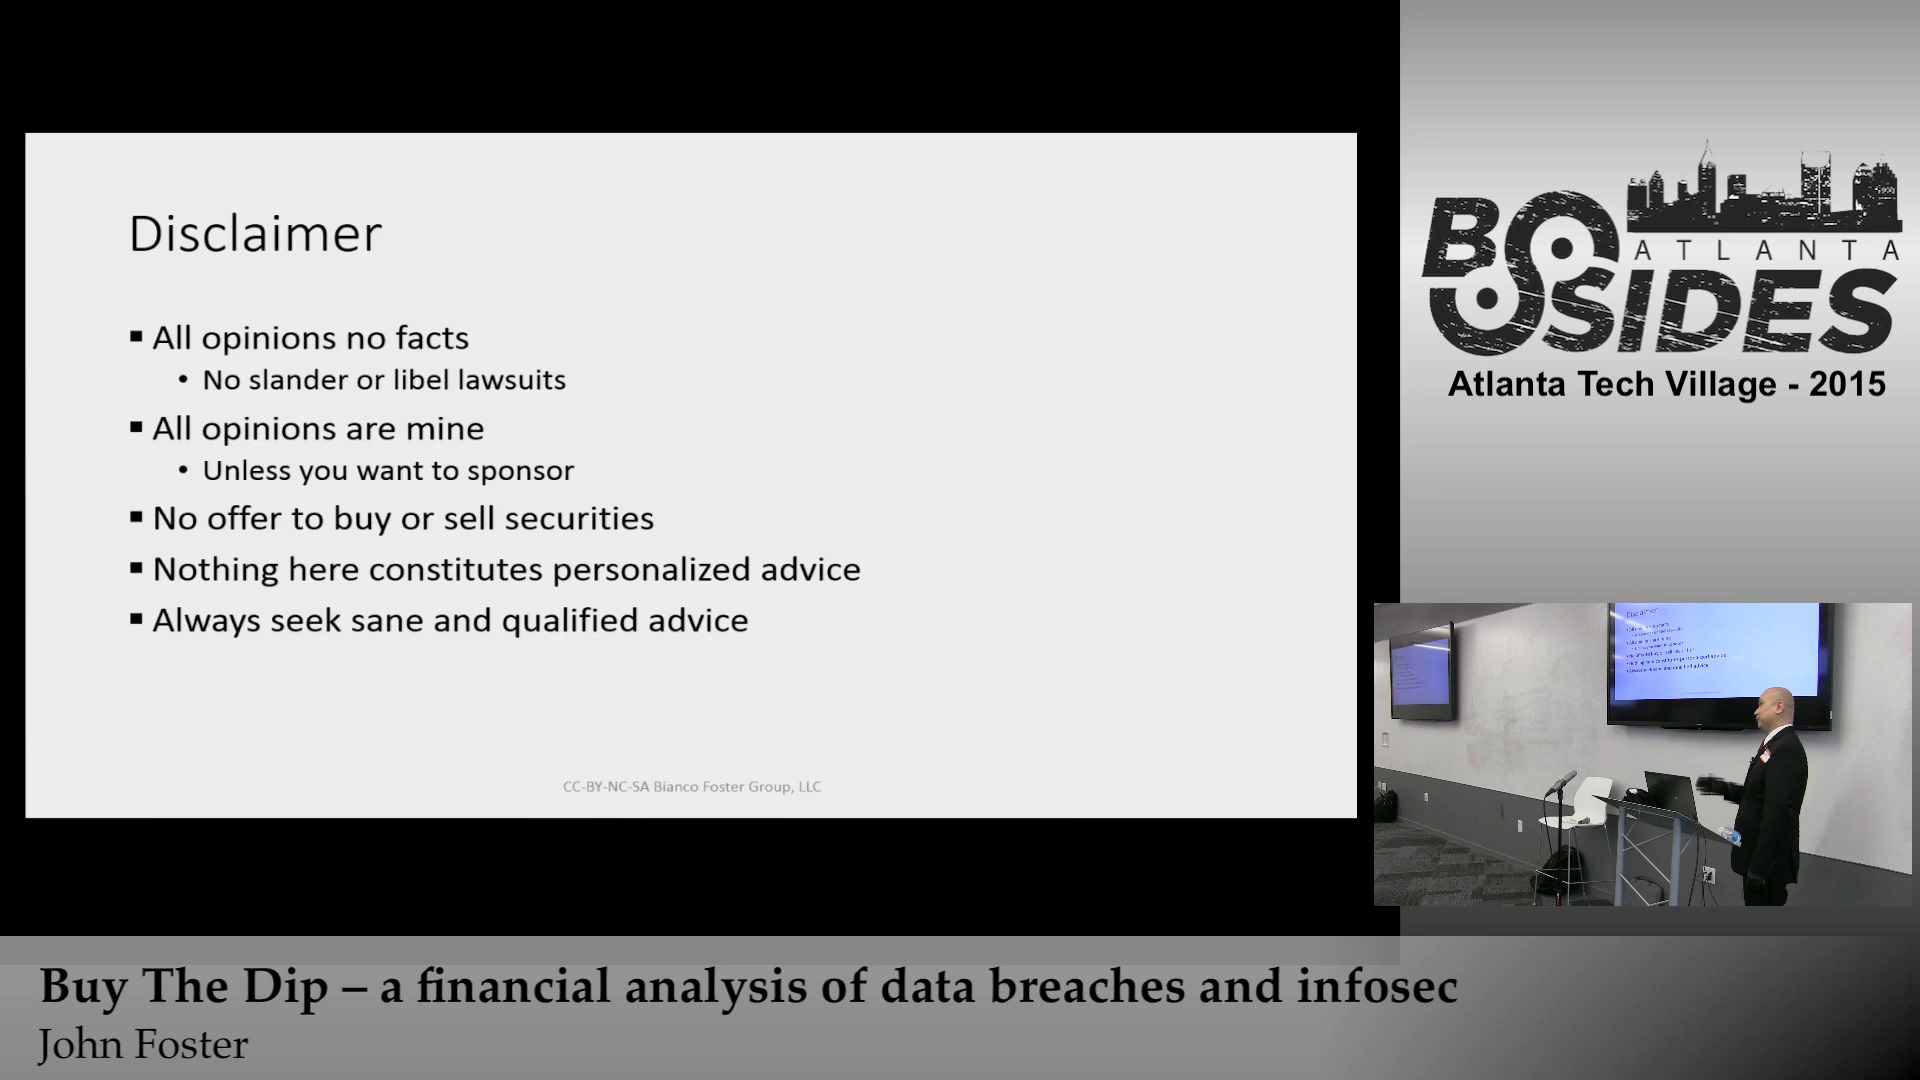 Disclaimer
▪ All opinions no facts
• No slander or libel lawsuits
▪ All opinions are mine
• Unless you want to sponsor
▪ No offer to buy or sell securities
▪ Nothing here constitutes personalized advice
▪ Always seek sane and qualified advice
CC-BY-NC-SA Bianco Foster Group, LLC
ATLANTA
BSIDES
Atlanta Tech Village - 2015
Disclaimer
Buy The Dip – a financial analysis of data breaches and infosec
John Foster